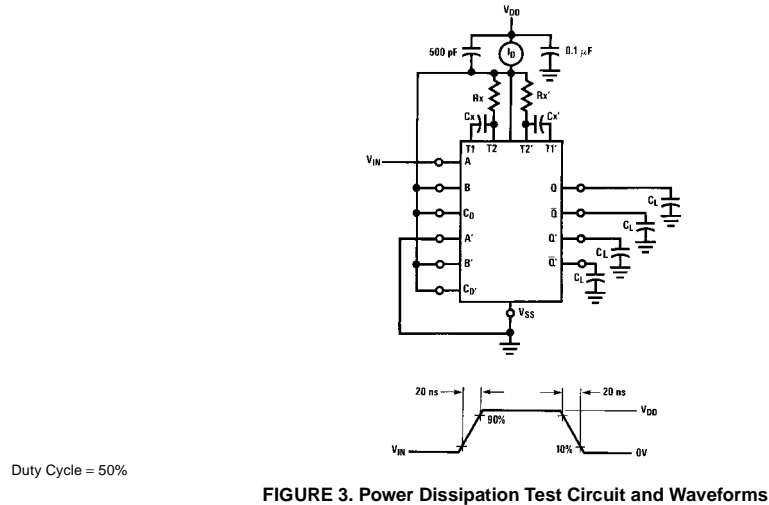 VDD
500 pF
ID
0.1 μF
Rx
Rx′
Cx
Cx′
T1 T2 T2′ T1′
VIN
A
B
CD
A′
B′
CD′
Q
Q̅
Q′
Q̅′
CL
CL
CL
CL
VSS
20 ns
20 ns
90%
VDD
VIN
10%
0V
Duty Cycle = 50%
FIGURE 3. Power Dissipation Test Circuit and Waveforms